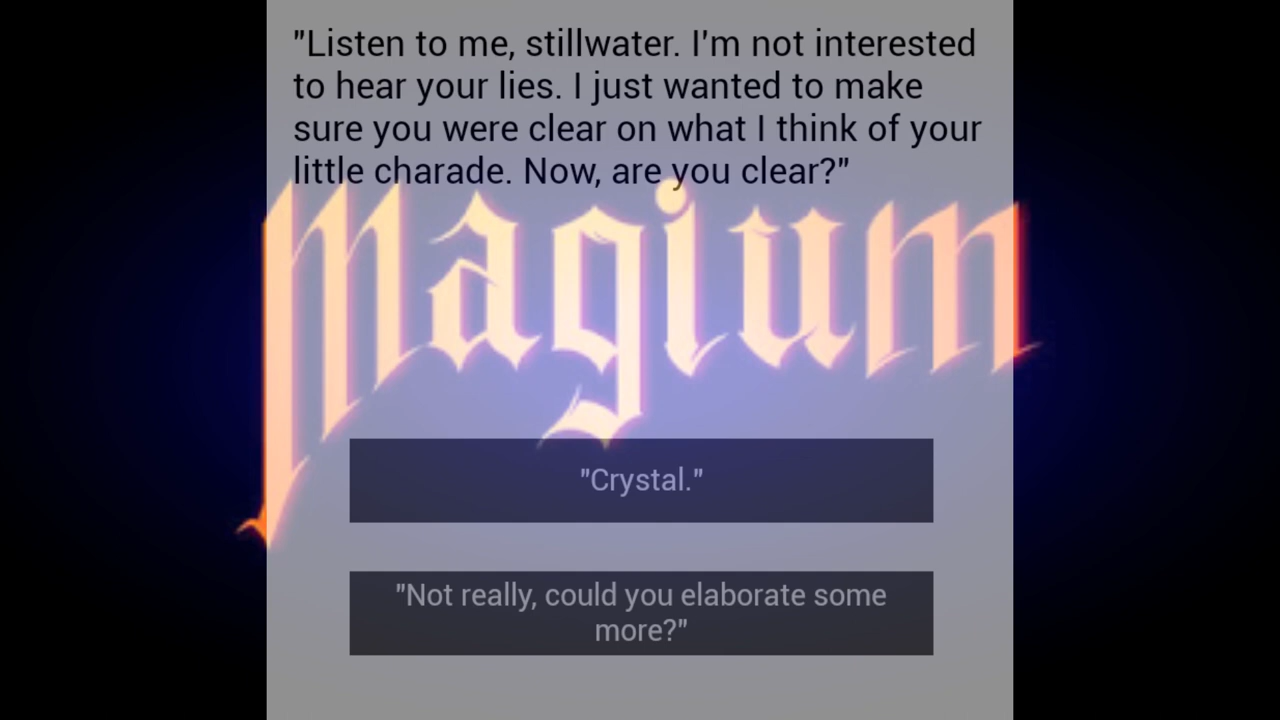 "Listen to me, stillwater. I'm not interested
to hear your lies. I just wanted to make
sure you were clear on what I think of your
little charade. Now, are you clear?"
Magium
"Crystal."
"Not really, could you elaborate some
more?"